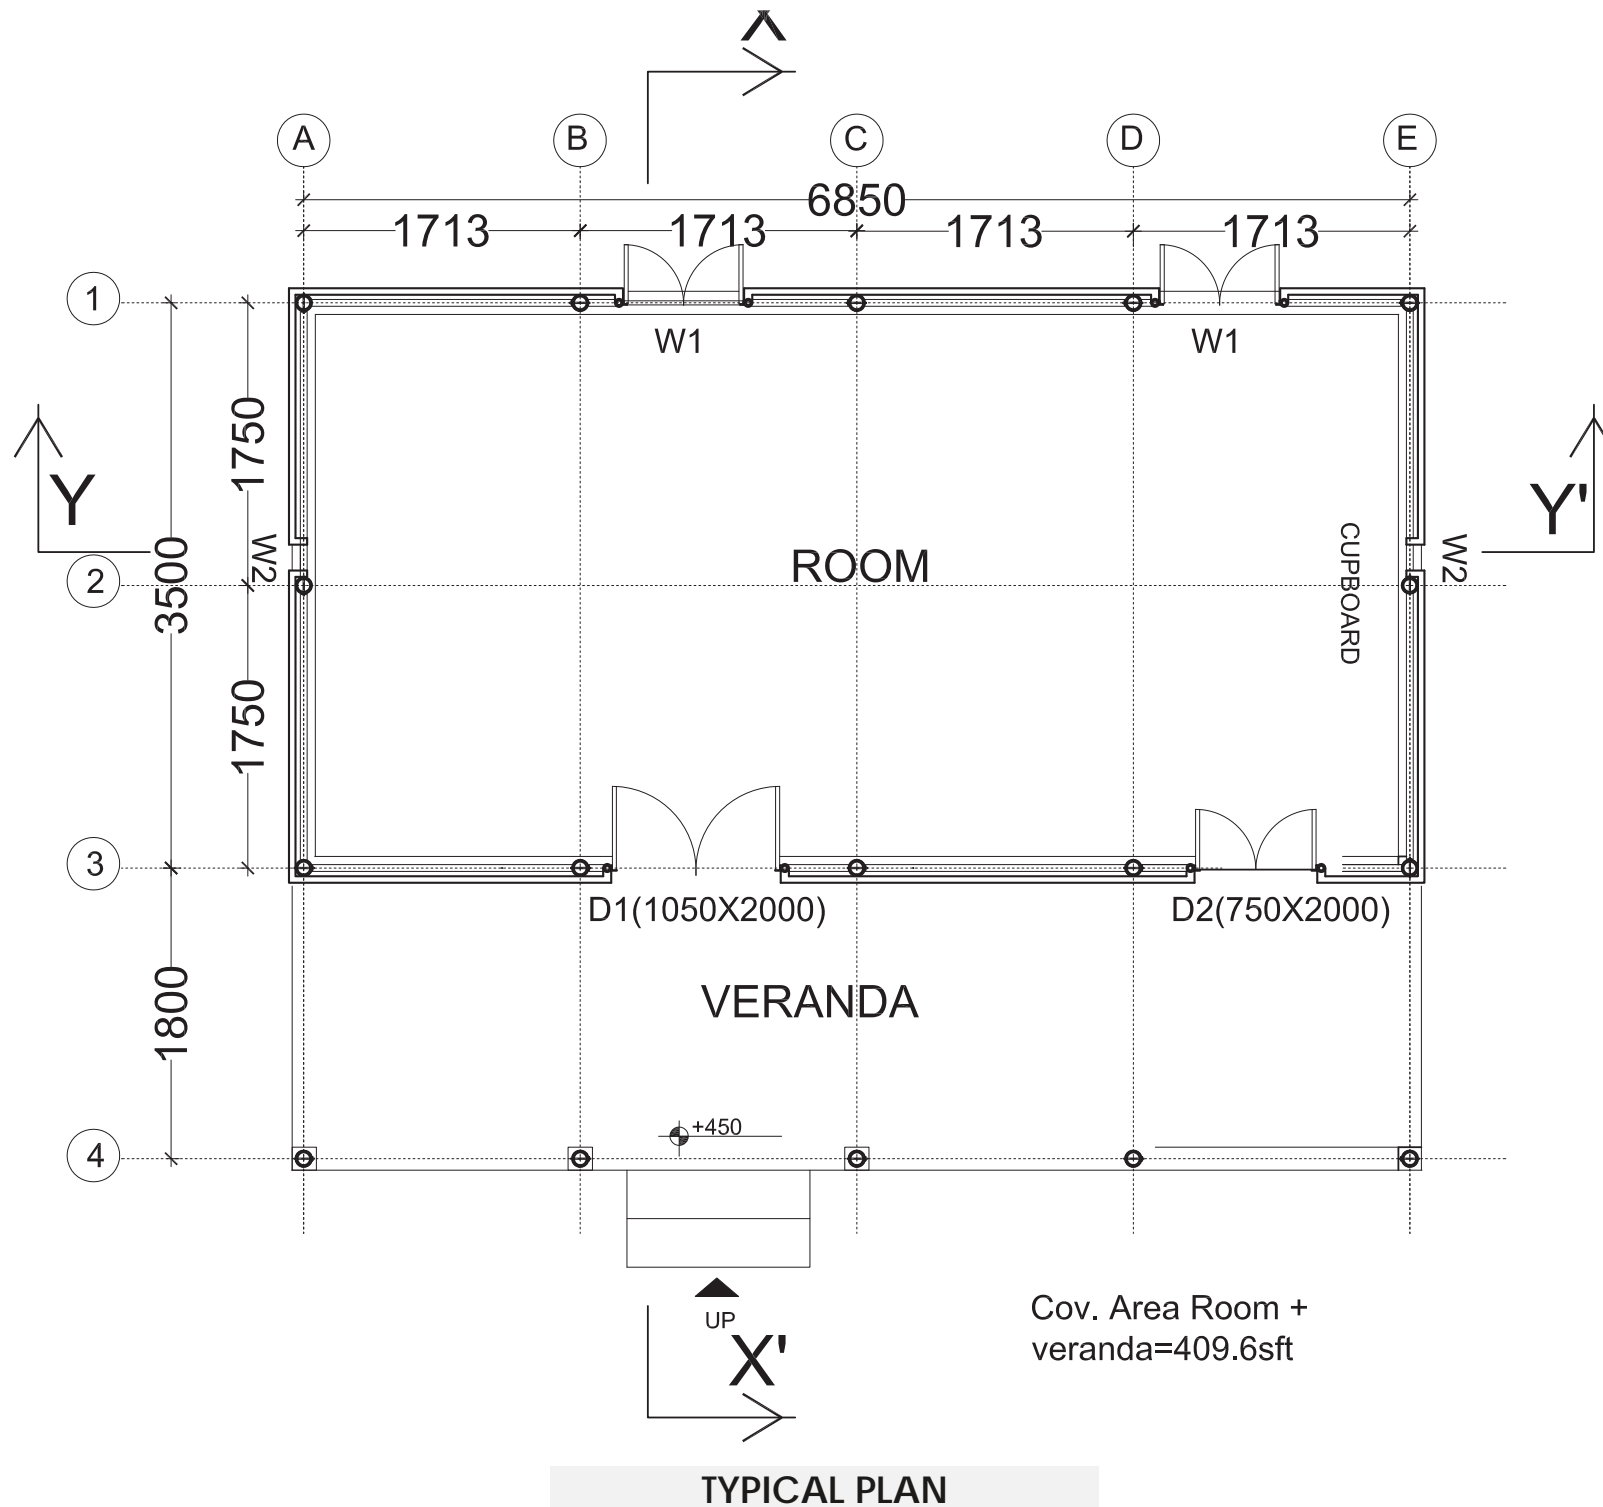 X
A B C D E
6850
1713 1713 1713 1713
1
W1 W1
1750
Y Y'
3500
W2 ROOM CUPBOARD W2
2
1750
3
D1(1050X2000) D2(750X2000)
1800
VERANDA
+450
4
UP
X'
Cov. Area Room +
veranda=409.6sft
TYPICAL PLAN